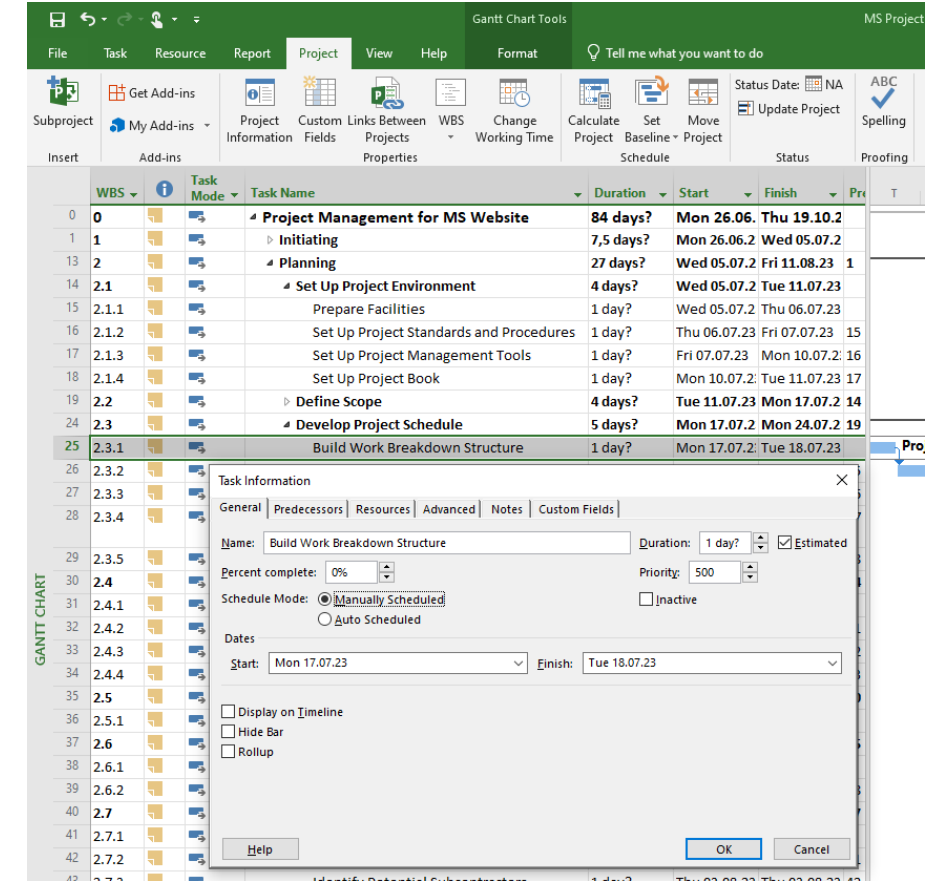 Gantt Chart Tools MS Project
File Task Resource Report Project View Help Format Tell me what you want to do
Subproject Get Add-ins My Add-ins Project Information Custom Fields Links Between Projects WBS Change Working Time Calculate Project Set Baseline Move Project Status Date: NA Update Project ABC Spelling
Insert Add-ins Properties Schedule Status Proofing
WBS Task Mode Task Name Duration Start Finish Pre T
0 0 Project Management for MS Website 84 days? Mon 26.06. Thu 19.10.2
1 1 Initiating 7,5 days? Mon 26.06.2 Wed 05.07.2
13 2 Planning 27 days? Wed 05.07.2 Fri 11.08.23 1
14 2.1 Set Up Project Environment 4 days? Wed 05.07.2 Tue 11.07.23
15 2.1.1 Prepare Facilities 1 day? Wed 05.07.2 Thu 06.07.23
16 2.1.2 Set Up Project Standards and Procedures 1 day? Thu 06.07.23 Fri 07.07.23 15
17 2.1.3 Set Up Project Management Tools 1 day? Fri 07.07.23 Mon 10.07.2 16
18 2.1.4 Set Up Project Book 1 day? Mon 10.07.2 Tue 11.07.23 17
19 2.2 Define Scope 4 days? Tue 11.07.23 Mon 17.07.2 14
24 2.3 Develop Project Schedule 5 days? Mon 17.07.2 Mon 24.07.2 19
25 2.3.1 Build Work Breakdown Structure 1 day? Mon 17.07.2 Tue 18.07.23 Proj
26 2.3.2
27 2.3.3
28 2.3.4
29 2.3.5
30 2.4
31 2.4.1
32 2.4.2
33 2.4.3
34 2.4.4
35 2.5
36 2.5.1
37 2.6
38 2.6.1
39 2.6.2
40 2.7
41 2.7.1
42 2.7.2
GANTT CHART
Task Information
General Predecessors Resources Advanced Notes Custom Fields
Name: Build Work Breakdown Structure Duration: 1 day? Estimated
Percent complete: 0% Priority: 500
Schedule Mode: Manually Scheduled Inactive
Auto Scheduled
Dates
Start: Mon 17.07.23 Finish: Tue 18.07.23
Display on Timeline
Hide Bar
Rollup
Help OK Cancel